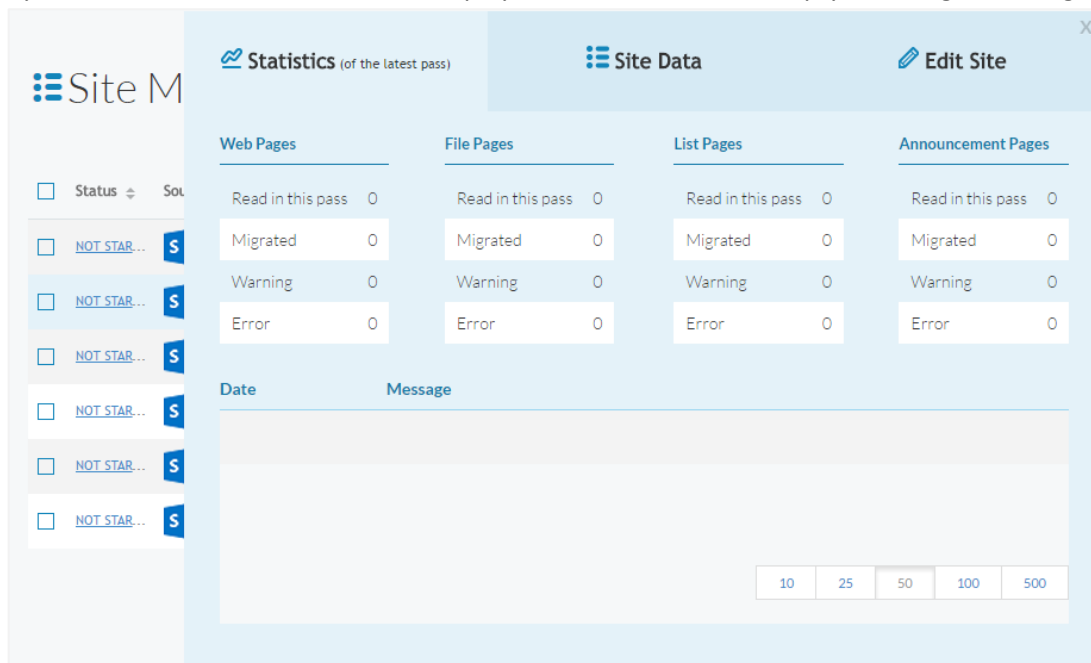 X
Statistics (of the latest pass)
Site Data
Edit Site
Site M
Web Pages File Pages List Pages Announcement Pages
Status Sou
Read in this pass 0 Read in this pass 0 Read in this pass 0 Read in this pass 0
NOT STAR... S Migrated 0 Migrated 0 Migrated 0 Migrated 0
Warning 0 Warning 0 Warning 0 Warning 0
NOT STAR... S
Error 0 Error 0 Error 0 Error 0
NOT STAR... S
Date Message
NOT STAR... S
NOT STAR... S
NOT STAR... S
10 25 50 100 500